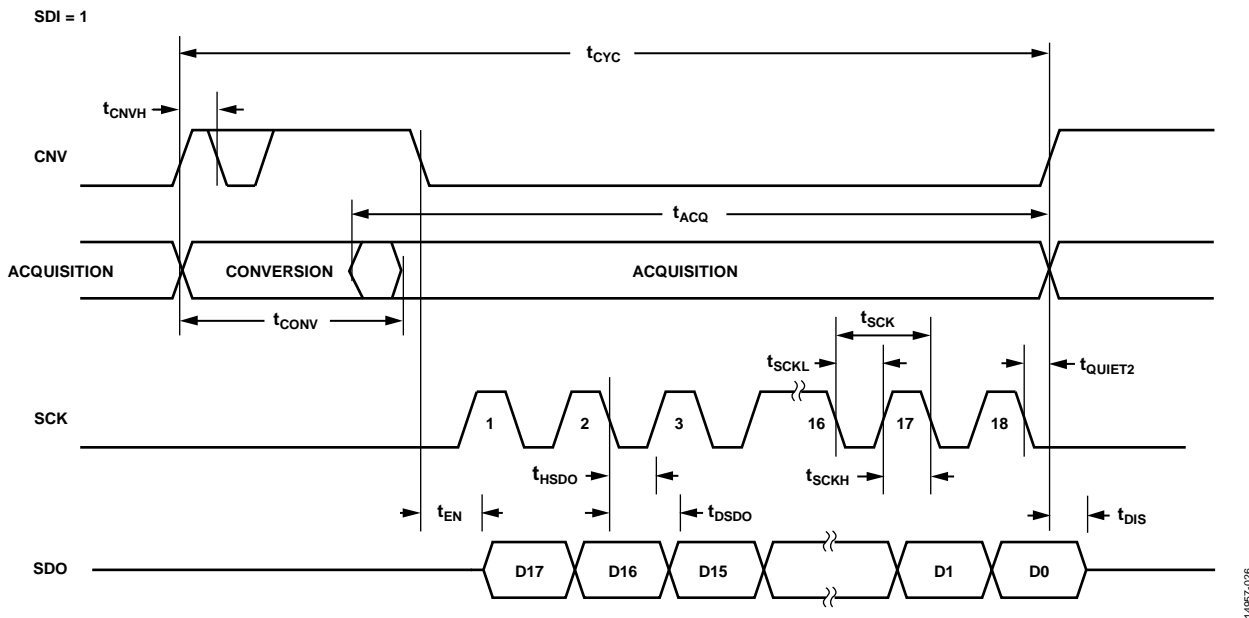 SDI = 1
tCYC
tCNVH
CNV
tACQ
ACQUISITION
CONVERSION
ACQUISITION
tCONV
tSCK
tSCKL
tQUIET2
SCK
1
2
3
16
17
18
tHSDO
tSCKH
tEN
tDSDO
tDIS
SDO
D17
D16
D15
D1
D0
14957-026